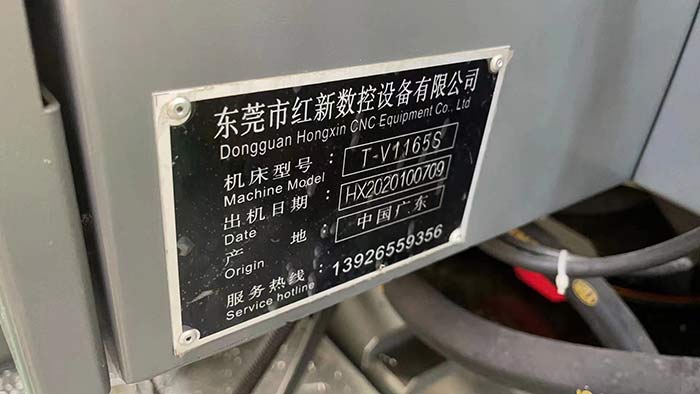 东莞市红新数控设备有限公司
Dongguan Hongxin CNC Equipment Co., Ltd
机床型号: T-V1165S
Machine Model
出机日期: HX2020100709
Date
产地: 中国广东
Origin
服务热线: 13926559356
Service hotline